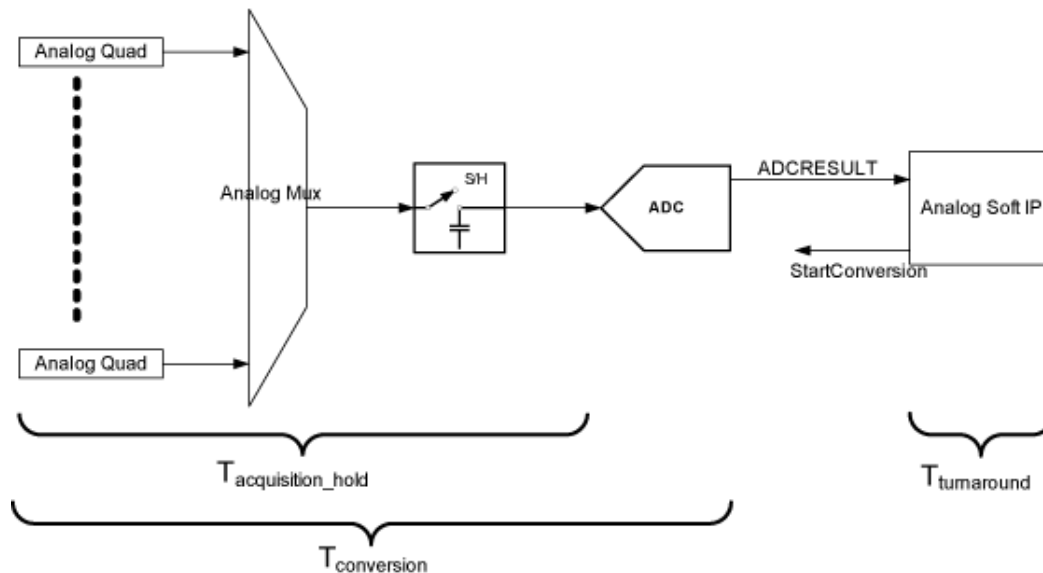 Analog Quad
Analog Mux
S/H
ADC
ADCRESULT
Analog Soft IP
StartConversion
Analog Quad
Tacquisition_hold
Tturnaround
Tconversion